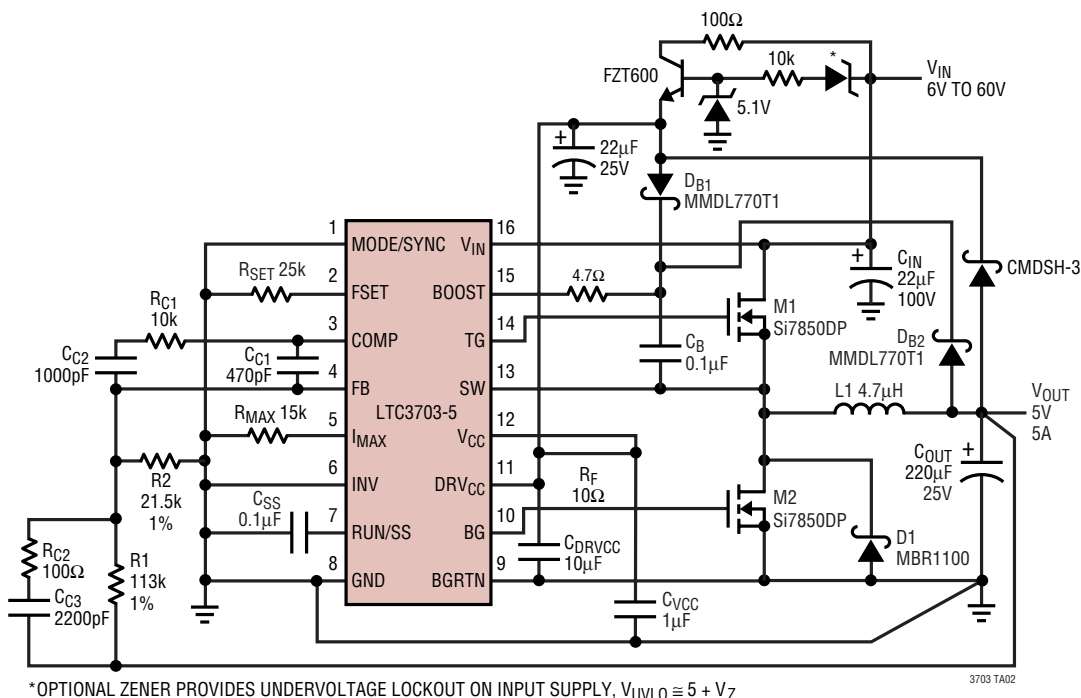 100Ω
10k
*
FZT600
VIN
6V TO 60V
5.1V
+
22µF
25V
DB1
MMDL770T1
1
MODE/SYNC
VIN
16
RSET 25k
2
FSET
BOOST
15
4.7Ω
+
CIN
22µF
100V
CMDSH-3
RC1
10k
3
COMP
TG
14
M1
Si7850DP
CC2
1000pF
CC1
470pF
4
FB
SW
13
CB
0.1µF
DB2
MMDL770T1
LTC3703-5
L1 4.7µH
VOUT
5V
5A
RMAX 15k
5
IMAX
VCC
12
R2
21.5k
1%
6
INV
DRVCC
11
RF
10Ω
COUT
220µF
25V
+
CSS
0.1µF
7
RUN/SS
BG
10
M2
Si7850DP
RC2
100Ω
R1
113k
1%
8
GND
BGRTN
9
CDRVCC
10µF
D1
MBR1100
CC3
2200pF
CVCC
1µF
3703 TA02
*OPTIONAL ZENER PROVIDES UNDERVOLTAGE LOCKOUT ON INPUT SUPPLY, VUVLO ≅ 5 + VZ